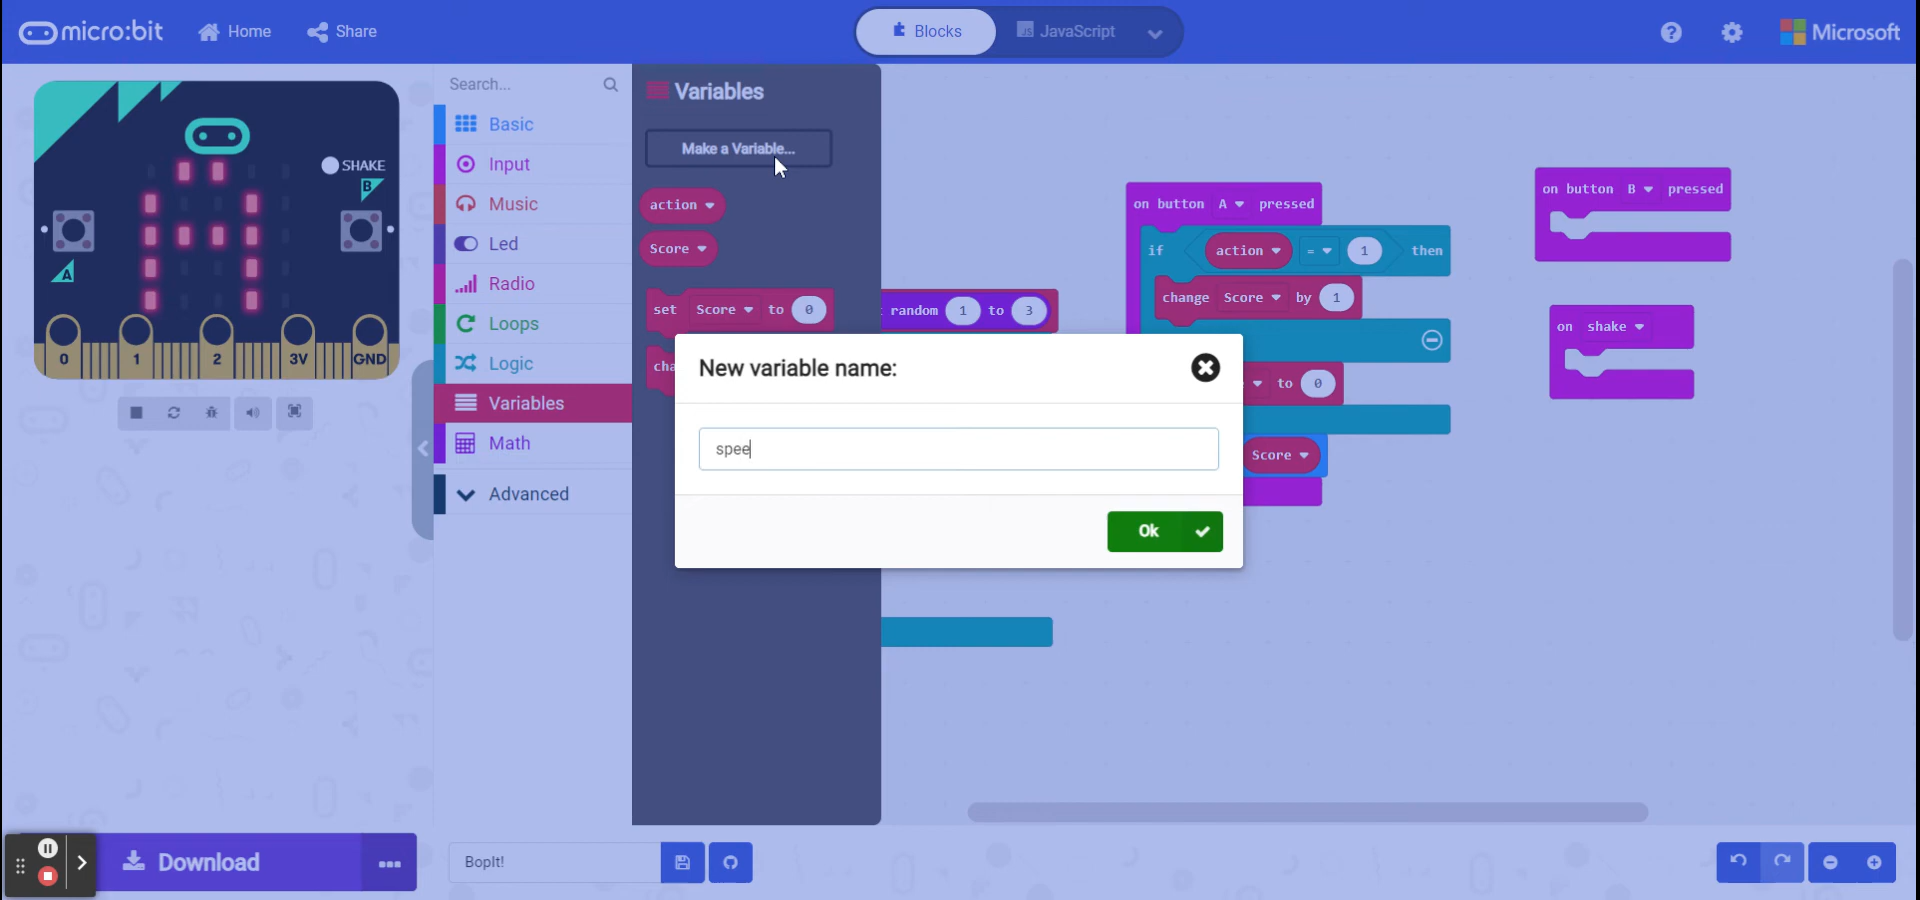 micro:bit
Home
Share
Blocks
JS JavaScript
Microsoft
SHAKE
B
A
0 1 2 3V GND
Search...
Basic
Input
Music
Led
Radio
Loops
Logic
Variables
Math
Advanced
Variables
Make a Variable...
action
Score
set Score to 0
cha
random 1 to 3
on button A pressed
if action = 1 then
change Score by 1
to 0
Score
on button B pressed
on shake
New variable name:
spee
Ok
Download
BopIt!